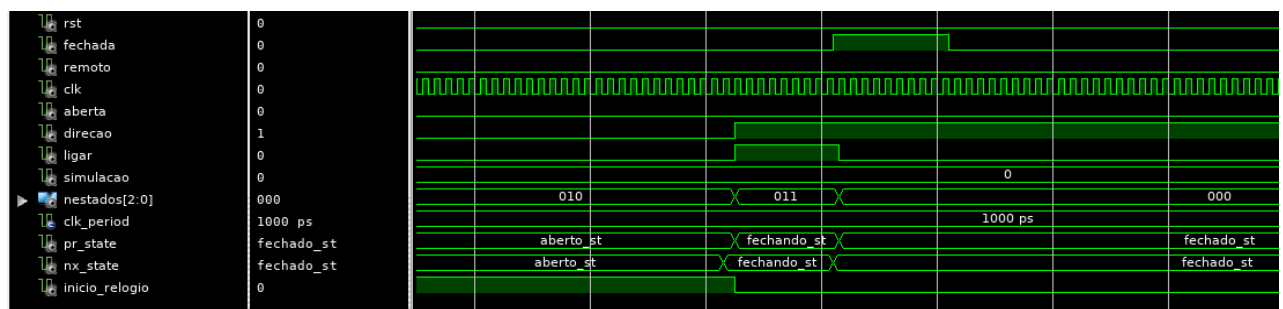 rst 0
fechada 0
remoto 0
clk 0
aberta 0
direcao 1
ligar 0
simulacao 0 0
nestados[2:0] 000 010 011 000
clk_period 1000 ps 1000 ps
pr_state fechado_st aberto_st fechando_st fechado_st
nx_state fechado_st aberto_st fechando_st fechado_st
inicio_relogio 0